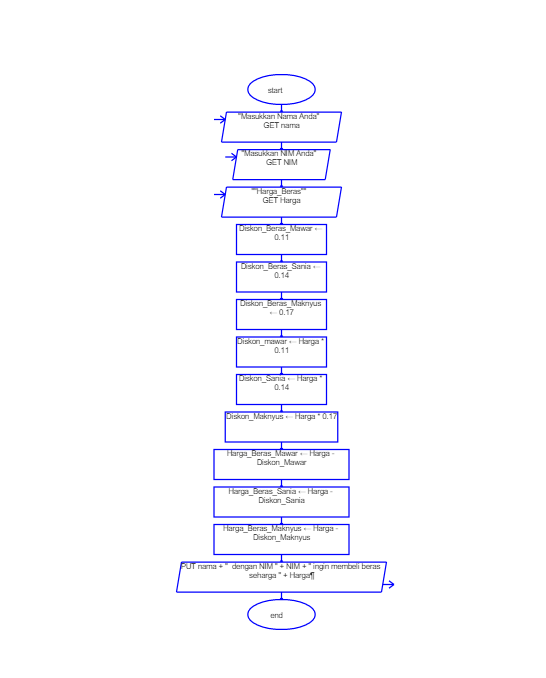 start
"Masukkan Nama Anda"
GET nama
"Masukkan NIM Anda"
GET NIM
""Harga_Beras""
GET Harga
Diskon_Beras_Mawar ←
0.11
Diskon_Beras_Sania ←
0.14
Diskon_Beras_Maknyus
← 0.17
Diskon_mawar ← Harga *
0.11
Diskon_Sania ← Harga *
0.14
Diskon_Maknyus ← Harga * 0.17
Harga_Beras_Mawar ← Harga -
Diskon_Mawar
Harga_Beras_Sania ← Harga -
Diskon_Sania
Harga_Beras_Maknyus ← Harga -
Diskon_Maknyus
PUT nama + "  dengan NIM " + NIM + " ingin membeli beras
seharga " + Harga¶
end